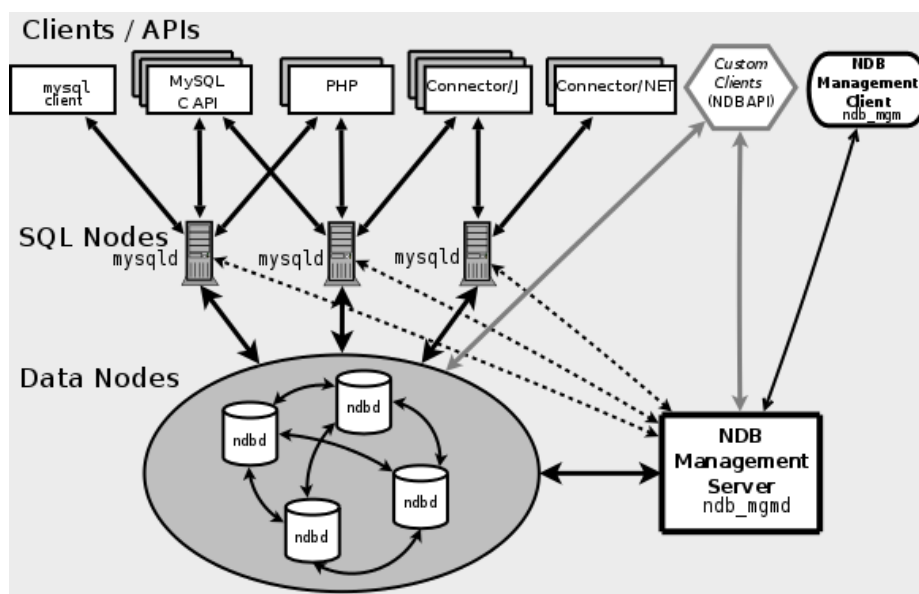 Clients / APIs
mysql
client
MySQL
C API
PHP
Connector/J
Connector/NET
Custom
Clients
(NDBAPI)
NDB
Management
Client
ndb_mgm
SQL Nodes
mysqld
mysqld
mysqld
Data Nodes
ndbd
ndbd
ndbd
ndbd
NDB
Management
Server
ndb_mgmd